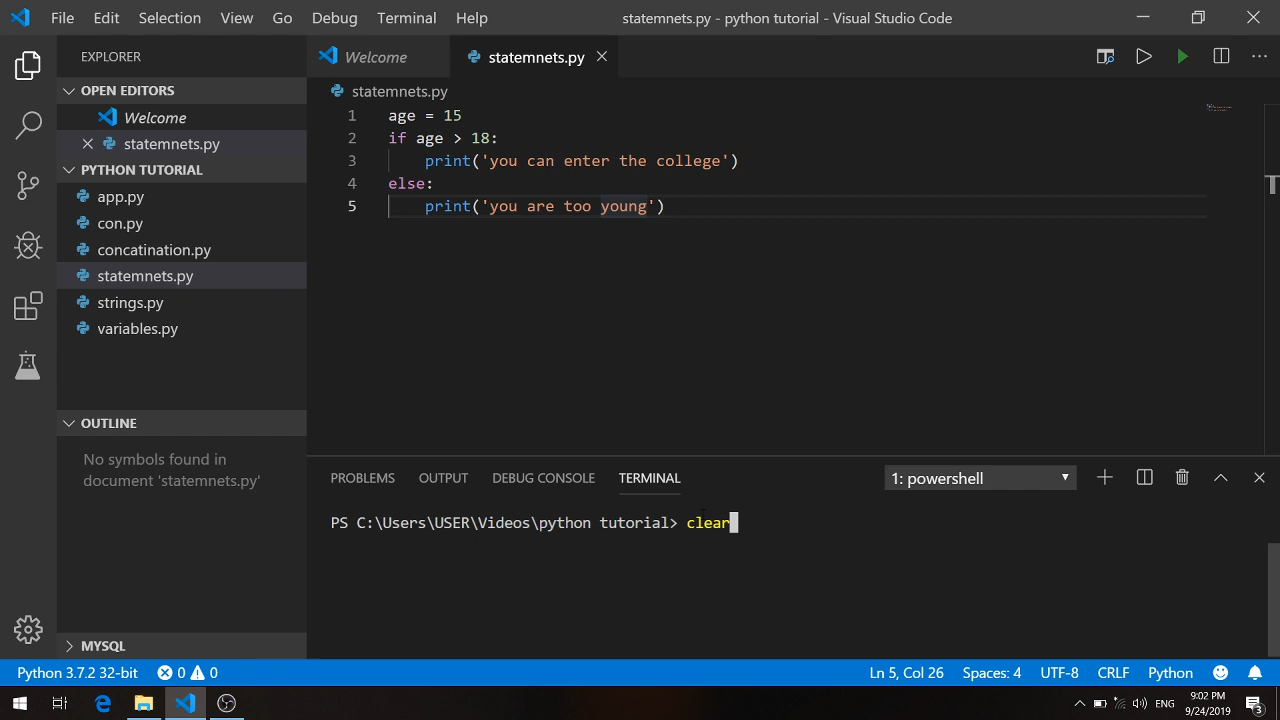 File Edit Selection View Go Debug Terminal Help statemnets.py - python tutorial - Visual Studio Code
EXPLORER
OPEN EDITORS
Welcome
statemnets.py
PYTHON TUTORIAL
app.py
con.py
concatination.py
statemnets.py
strings.py
variables.py
OUTLINE
No symbols found in
document 'statemnets.py'
MYSQL
Welcome statemnets.py
statemnets.py
1 age = 15
2 if age > 18:
3 print('you can enter the college')
4 else:
5 print('you are too young')
PROBLEMS OUTPUT DEBUG CONSOLE TERMINAL 1: powershell
PS C:\Users\USER\Videos\python tutorial> clear
Python 3.7.2 32-bit 0 0 Ln 5, Col 26 Spaces: 4 UTF-8 CRLF Python
ENG 9:02 PM
9/24/2019 3